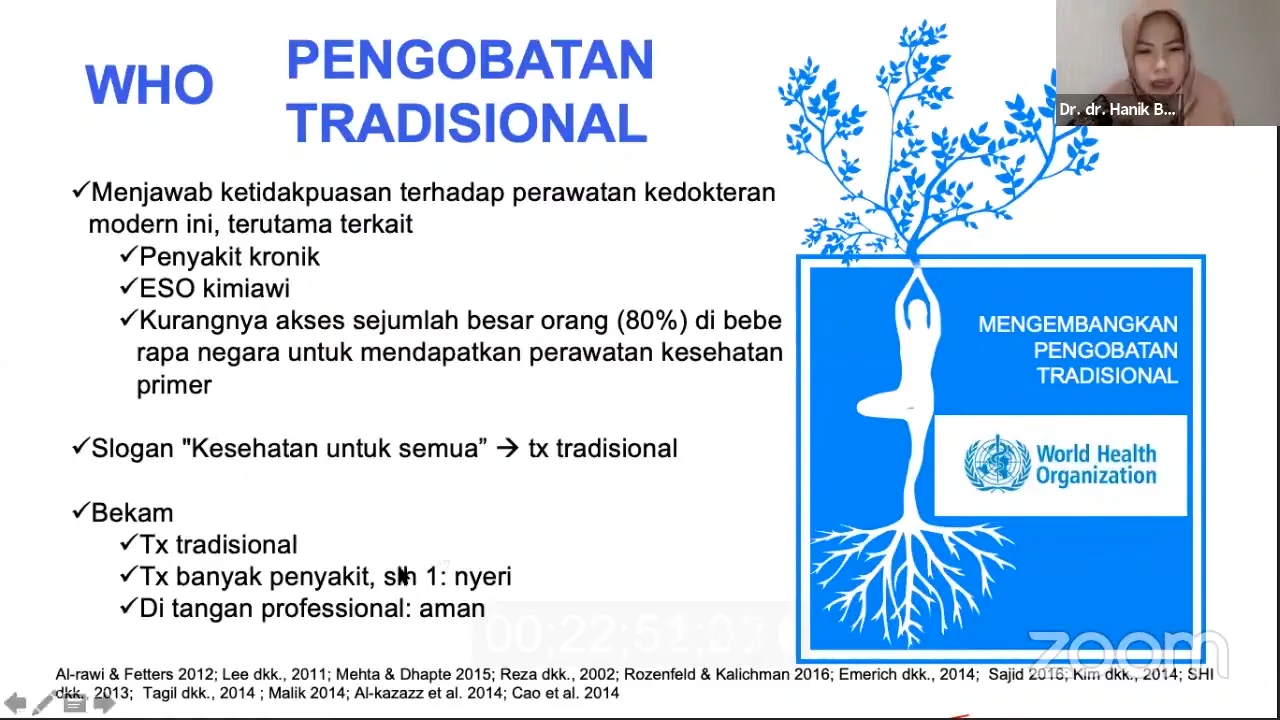 WHO
PENGOBATAN
TRADISIONAL
Dr. dr. Hanik B...
✓Menjawab ketidakpuasan terhadap perawatan kedokteran
modern ini, terutama terkait
✓Penyakit kronik
✓ESO kimiawi
✓Kurangnya akses sejumlah besar orang (80%) di bebe
rapa negara untuk mendapatkan perawatan kesehatan
primer
✓Slogan "Kesehatan untuk semua” → tx tradisional
✓Bekam
✓Tx tradisional
✓Tx banyak penyakit, 1: nyeri
✓Di tangan professional: aman
MENGEMBANGKAN
PENGOBATAN
TRADISIONAL
World Health
Organization
zoom
Al-rawi & Fetters 2012; Lee dkk., 2011; Mehta & Dhapte 2015; Reza dkk., 2002; Rozenfeld & Kalichman 2016; Emerich dkk., 2014; Sajid 2016; Kim dkk., 2014; SHI
dkk., 2013; Tagil dkk., 2014 ; Malik 2014; Al-kazazz et al. 2014; Cao et al. 2014